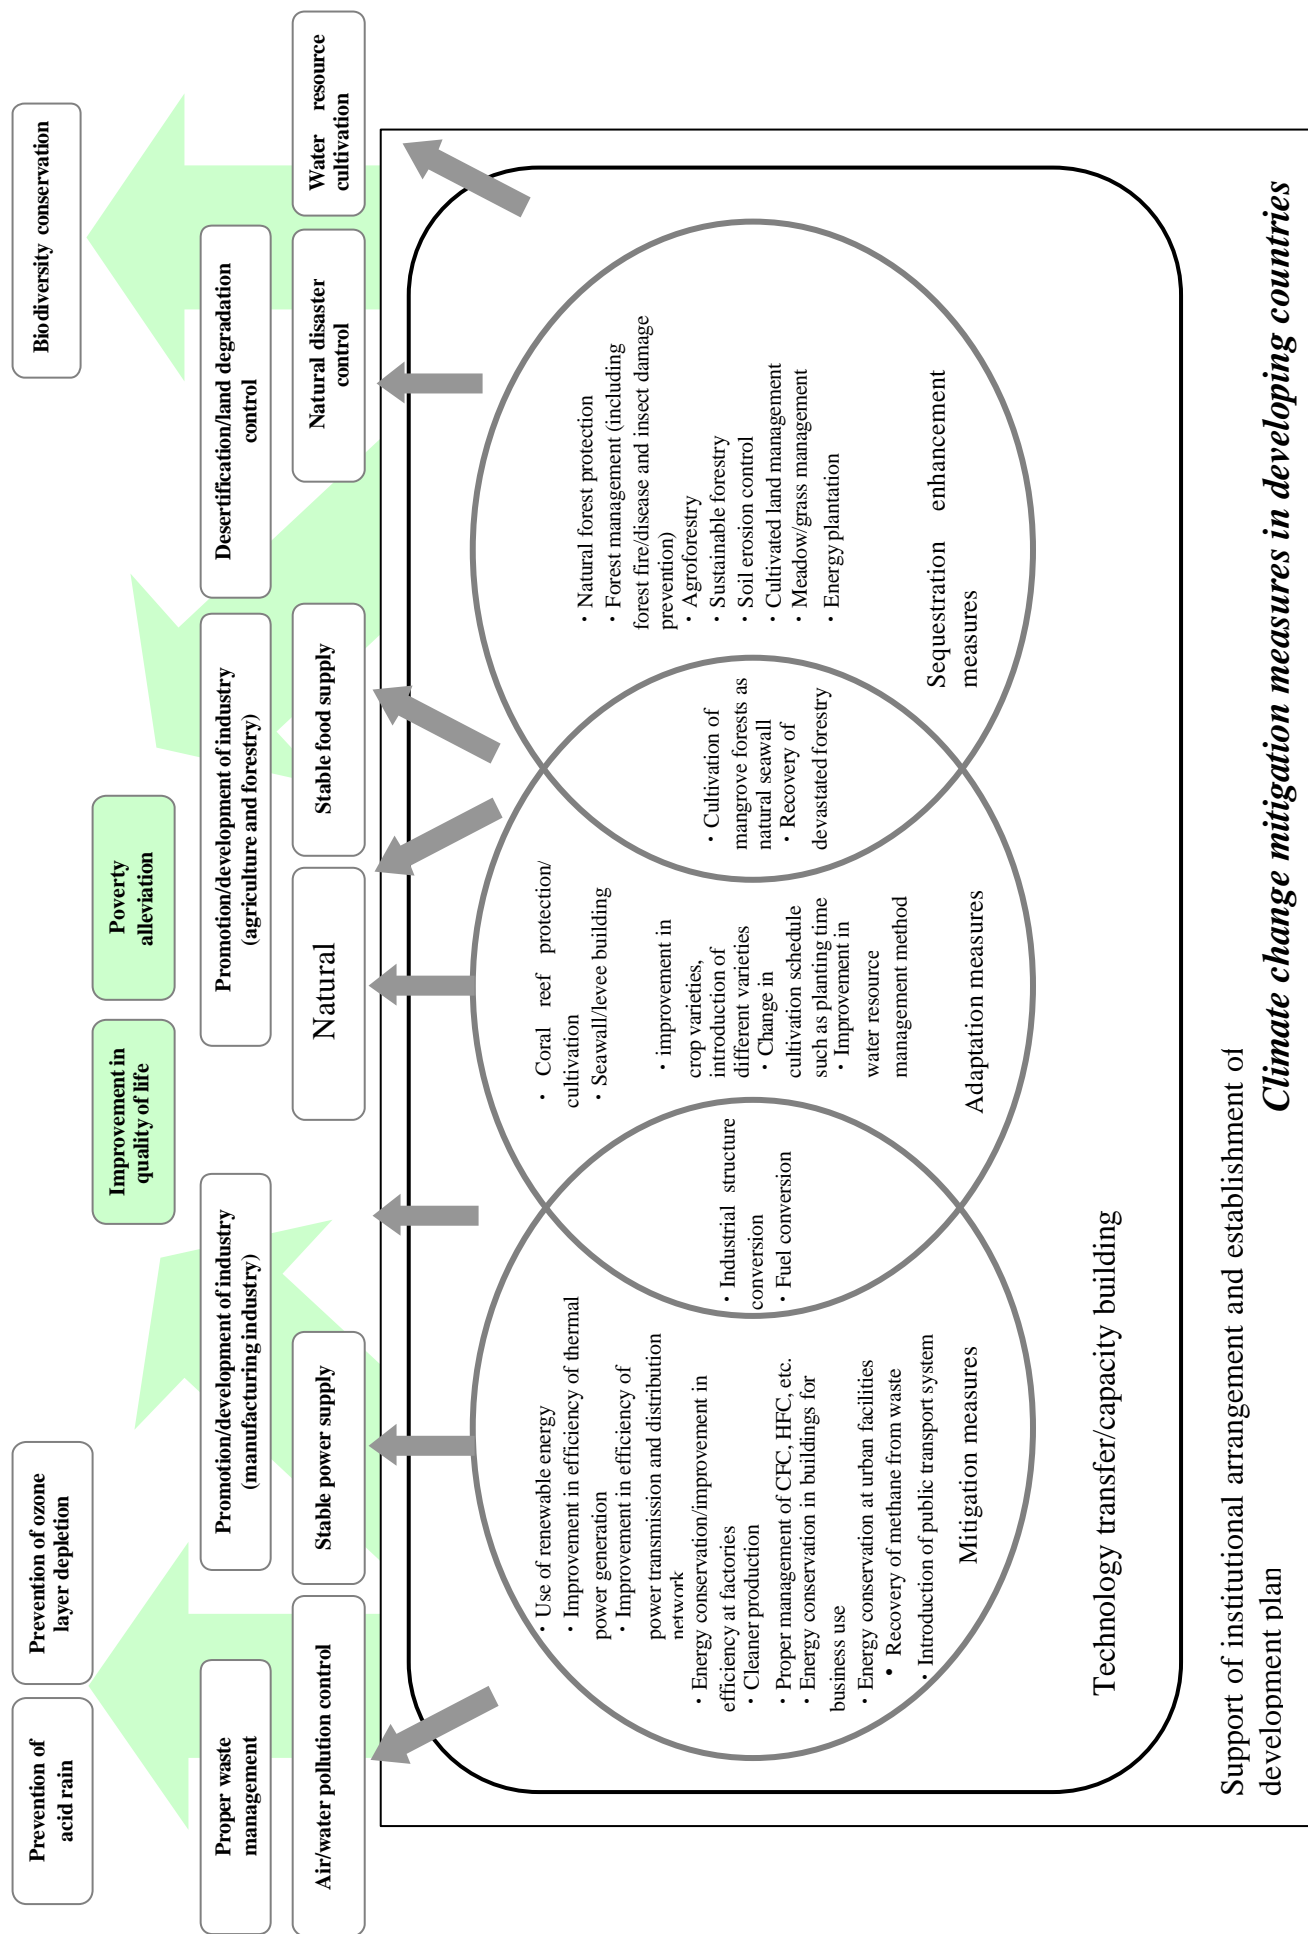 Prevention of
acid rain
Prevention of ozone
layer depletion
Biodiversity conservation
Improvement in
quality of life
Poverty
alleviation
Proper waste
management
Promotion/development of industry
(manufacturing industry)
Promotion/development of industry
(agriculture and forestry)
Desertification/land degradation
control
Air/water pollution control
Stable power supply
Natural
Stable food supply
Natural disaster
control
Water resource
cultivation
・Use of renewable energy
・Improvement in efficiency of thermal
power generation
・Improvement in efficiency of
power transmission and distribution
network
・Energy conservation/improvement in
efficiency at factories
・Cleaner production
・Proper management of CFC, HFC, etc.
・Energy conservation in buildings for
business use
・Energy conservation at urban facilities
• Recovery of methane from waste
・Introduction of public transport system
Mitigation measures
・Industrial structure
conversion
・Fuel conversion
・Coral reef protection/
cultivation
・Seawall/levee building
・improvement in
crop varieties,
introduction of
different varieties
・Change in
cultivation schedule
such as planting time
・Improvement in
water resource
management method
Adaptation measures
・Cultivation of
mangrove forests as
natural seawall
・Recovery of
devastated forestry
・Natural forest protection
・Forest management (including
forest fire/disease and insect damage
prevention)
・Agroforestry
・Sustainable forestry
・Soil erosion control
・Cultivated land management
・Meadow/grass management
・Energy plantation
Sequestration enhancement
measures
Technology transfer/capacity building
Support of institutional arrangement and establishment of
development plan
Climate change mitigation measures in developing countries